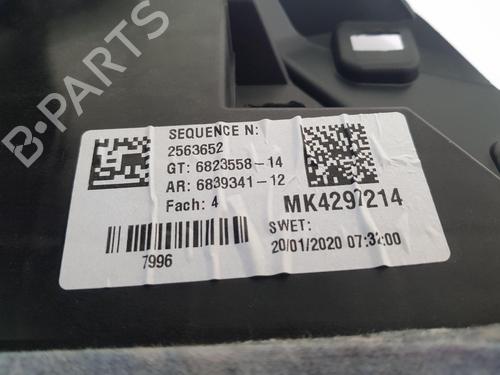 SEQUENCE N:
2563652
GT: 6823558-14
AR: 6839341-12
Fach: 4
MK4297214
SWET:
20/01/2020 07:32:00
7996
B-PARTS